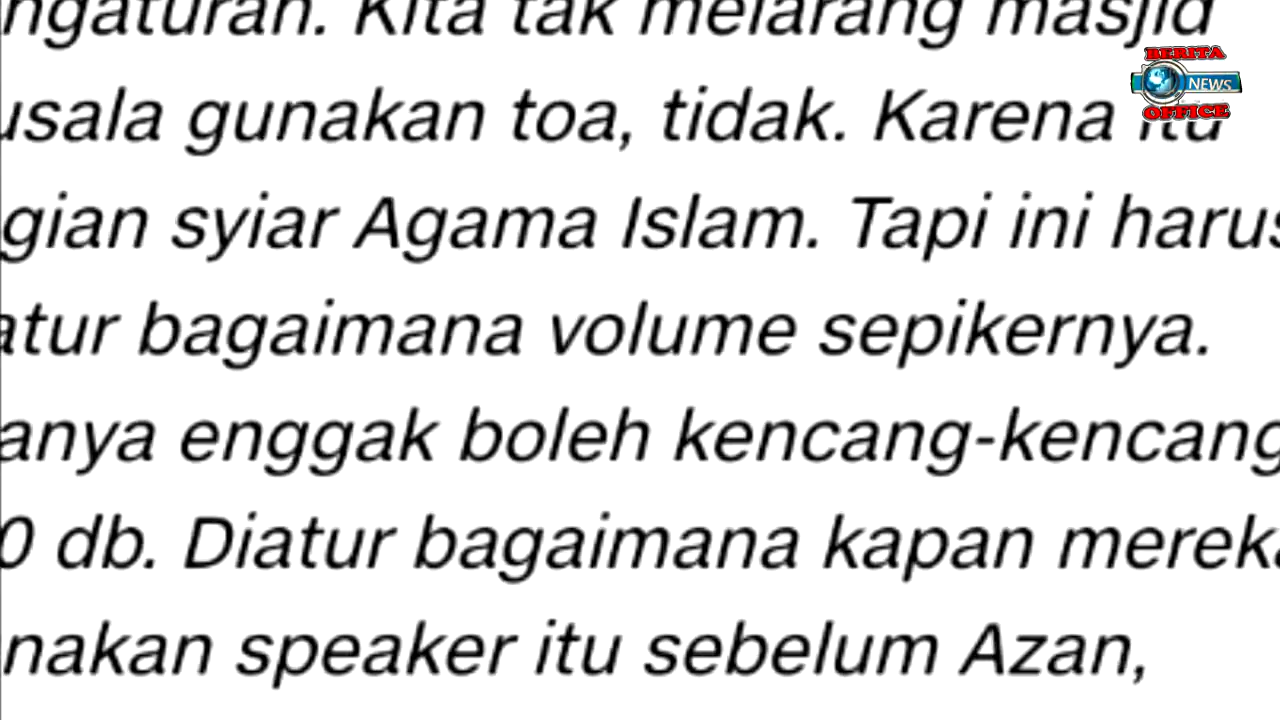 ngaturan. Kita tak melarang masjid
usala gunakan toa, tidak. Karena itu
gian syiar Agama Islam. Tapi ini harus
atur bagaimana volume sepikernya.
anya enggak boleh kencang-kencang
0 db. Diatur bagaimana kapan mereka
nakan speaker itu sebelum Azan,
BERITA
NEWS
OFFICE